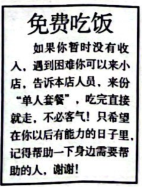 免费吃饭
如果你暂时没有收
入，遇到困难你可以来小
店，告诉本店人员，来份
“单人套餐”，吃完直接
就走，不必客气！只希望
在你以后有能力的日子里，
记得帮助一下身边需要帮
助的人，谢谢！